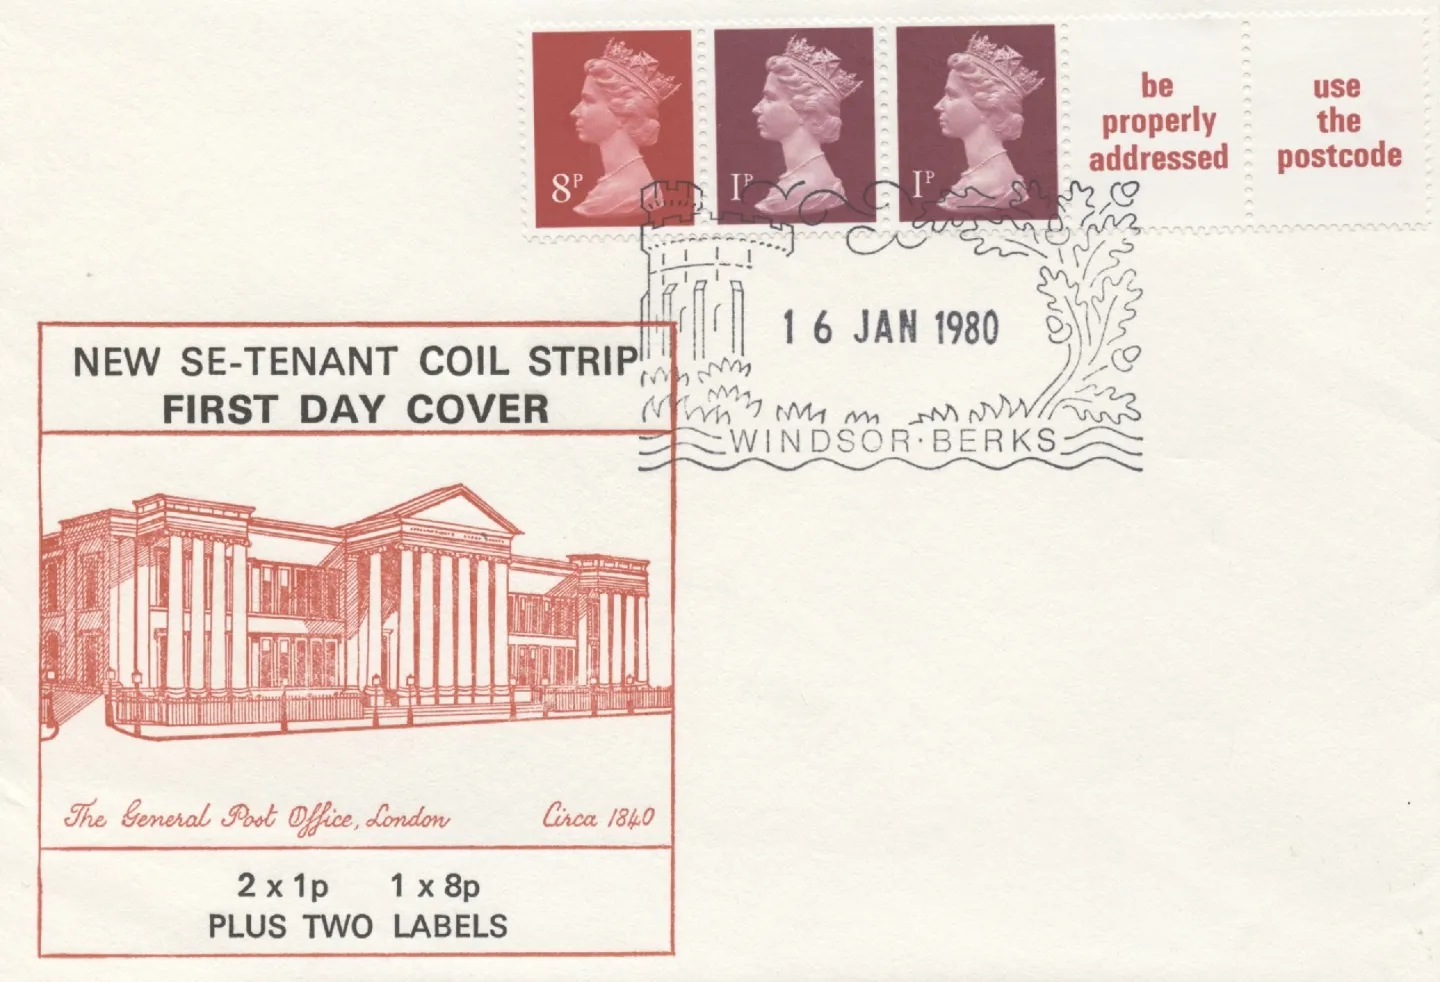 8P
1P
1P
be
properly
addressed
use
the
postcode
16 JAN 1980
WINDSOR·BERKS
NEW SE-TENANT COIL STRIP
FIRST DAY COVER
The General Post Office, London Circa 1840
2 x 1p 1 x 8p
PLUS TWO LABELS